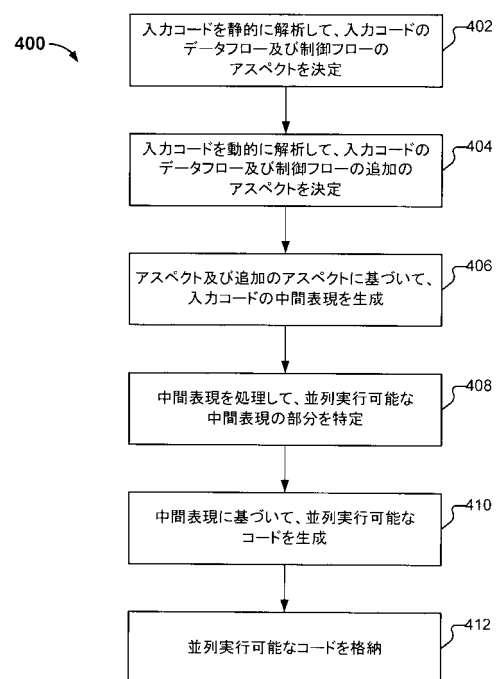 400
入力コードを静的に解析して、入力コードの
データフロー及び制御フローの
アスペクトを決定
402
入力コードを動的に解析して、入力コードの
データフロー及び制御フローの追加の
アスペクトを決定
404
アスペクト及び追加のアスペクトに基づいて、
入力コードの中間表現を生成
406
中間表現を処理して、並列実行可能な
中間表現の部分を特定
408
中間表現に基づいて、並列実行可能な
コードを生成
410
並列実行可能なコードを格納
412